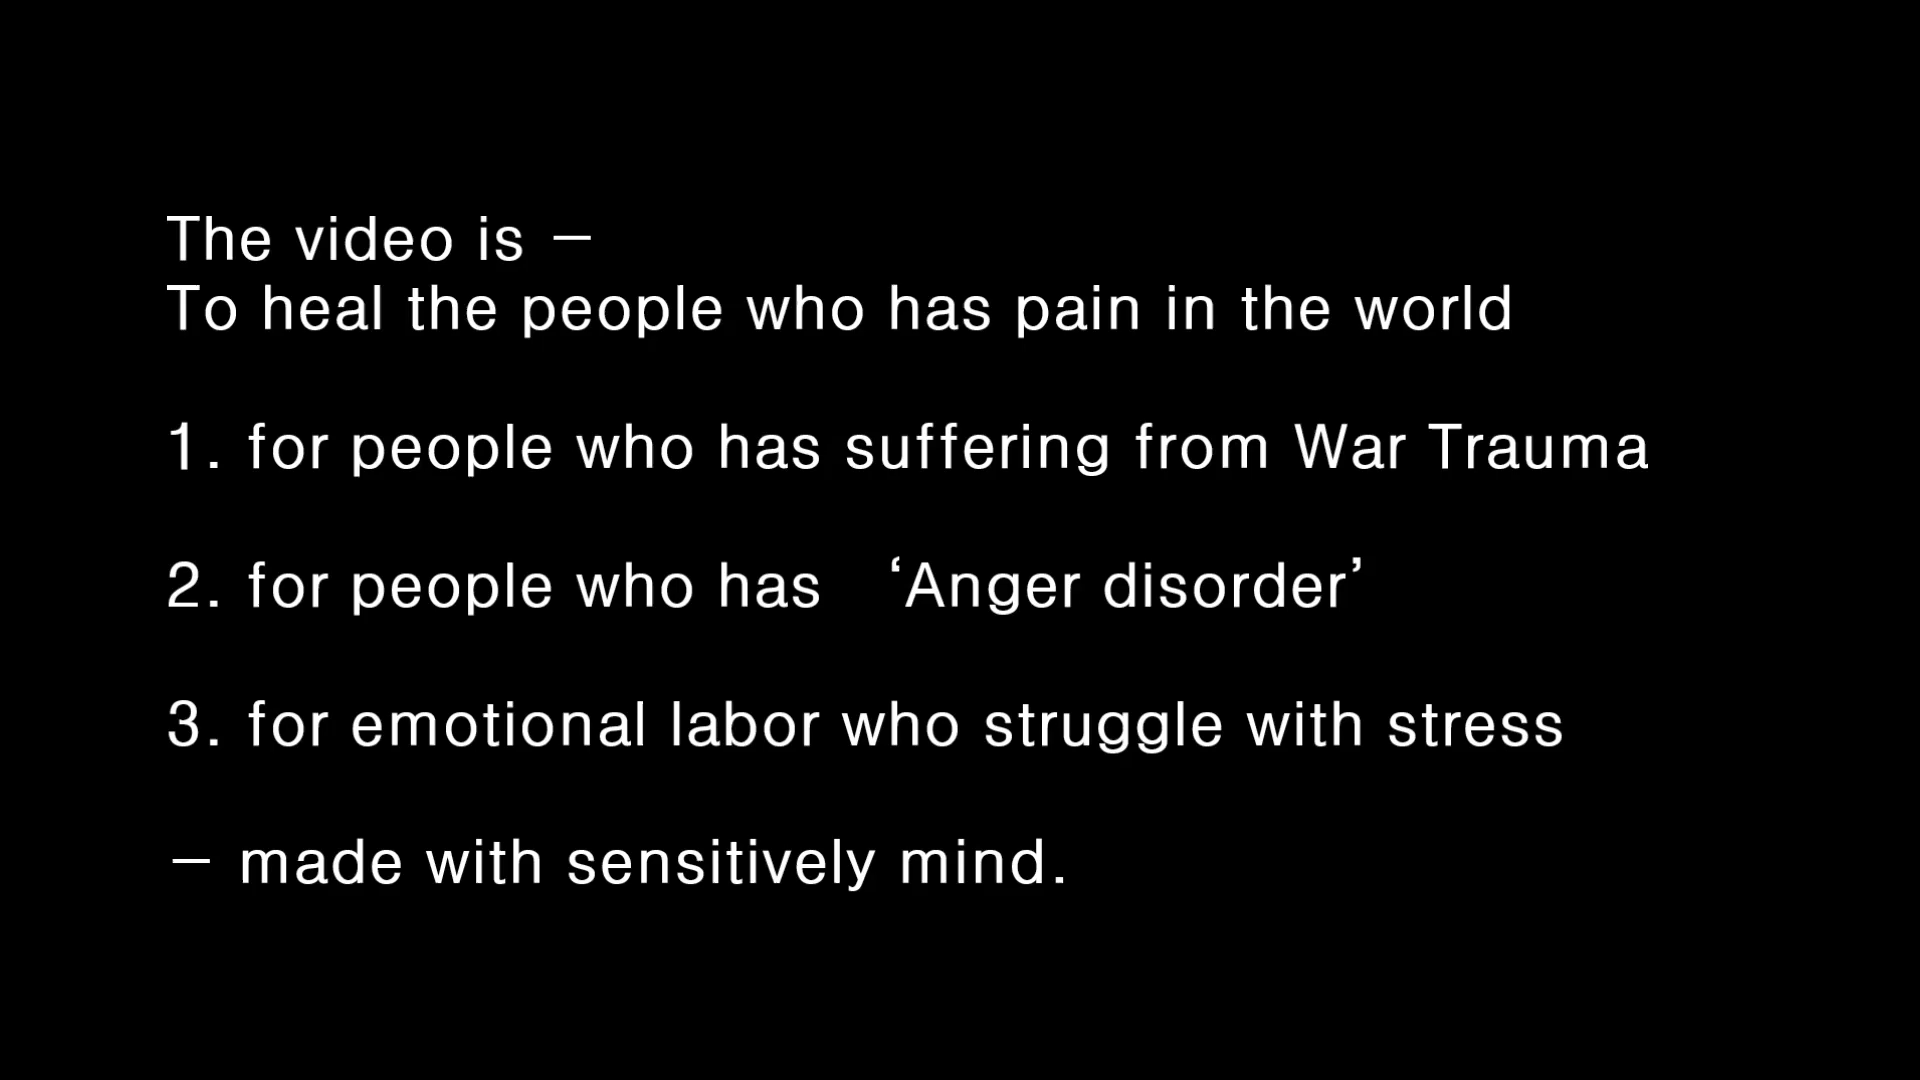 The video is –
To heal the people who has pain in the world
1. for people who has suffering from War Trauma
2. for people who has ‘Anger disorder’
3. for emotional labor who struggle with stress
– made with sensitively mind.